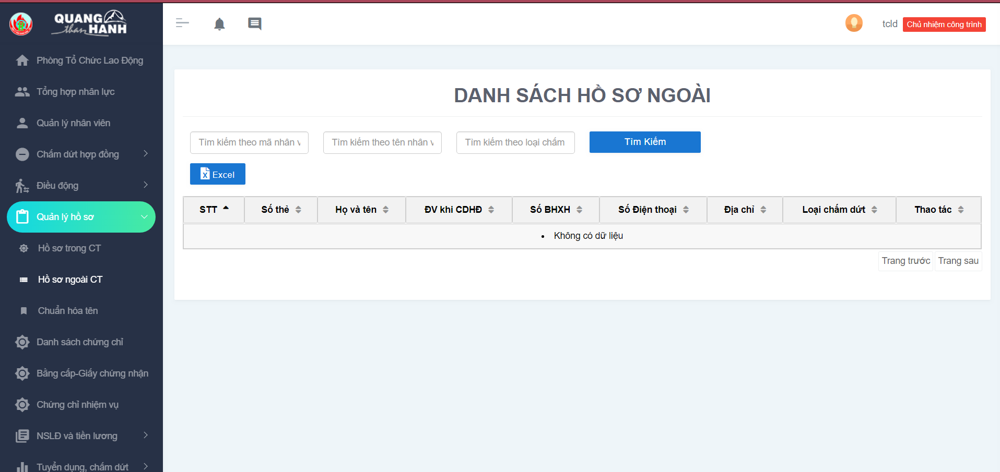 QUANG
than HANH
tcld
Chủ nhiệm công trình
Phòng Tổ Chức Lao Động
Tổng hợp nhân lực
Quản lý nhân viên
Chấm dứt hợp đồng
Điều động
Quản lý hồ sơ
Hồ sơ trong CT
Hồ sơ ngoài CT
Chuẩn hóa tên
Danh sách chứng chỉ
Bằng cấp-Giấy chứng nhận
Chứng chỉ nhiệm vụ
NSLĐ và tiền lương
Tuyển dụng, chấm dứt
DANH SÁCH HỒ SƠ NGOÀI
Tìm kiếm theo mã nhân v
Tìm kiếm theo tên nhân v
Tìm kiếm theo loại chấm
Tìm Kiếm
Excel
STT Số thẻ Họ và tên ĐV khi CDHĐ Số BHXH Số Điện thoại Địa chỉ Loại chấm dứt Thao tác
• Không có dữ liệu
Trang trước Trang sau